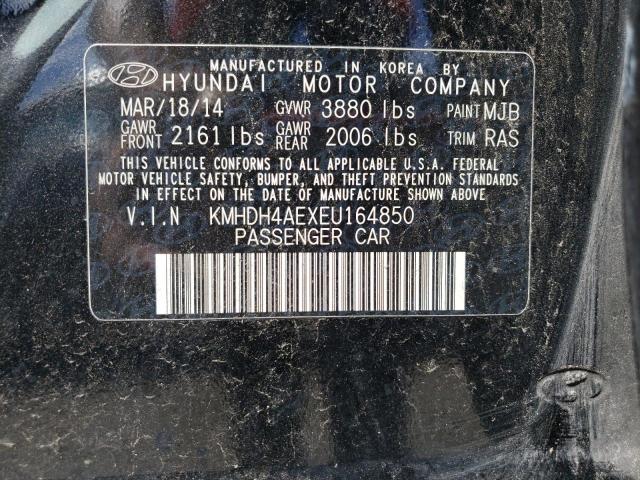 MANUFACTURED IN KOREA BY
HYUNDAI MOTOR COMPANY
MAR/18/14 GVWR 3880 lbs PAINT MJB
GAWR FRONT 2161 lbs GAWR REAR 2006 lbs TRIM RAS
THIS VEHICLE CONFORMS TO ALL APPLICABLE U.S.A. FEDERAL
MOTOR VEHICLE SAFETY, BUMPER, AND THEFT PREVENTION STANDARDS
IN EFFECT ON THE DATE OF MANUFACTURE SHOWN ABOVE
V.I.N KMHDH4AEXEU164850
PASSENGER CAR